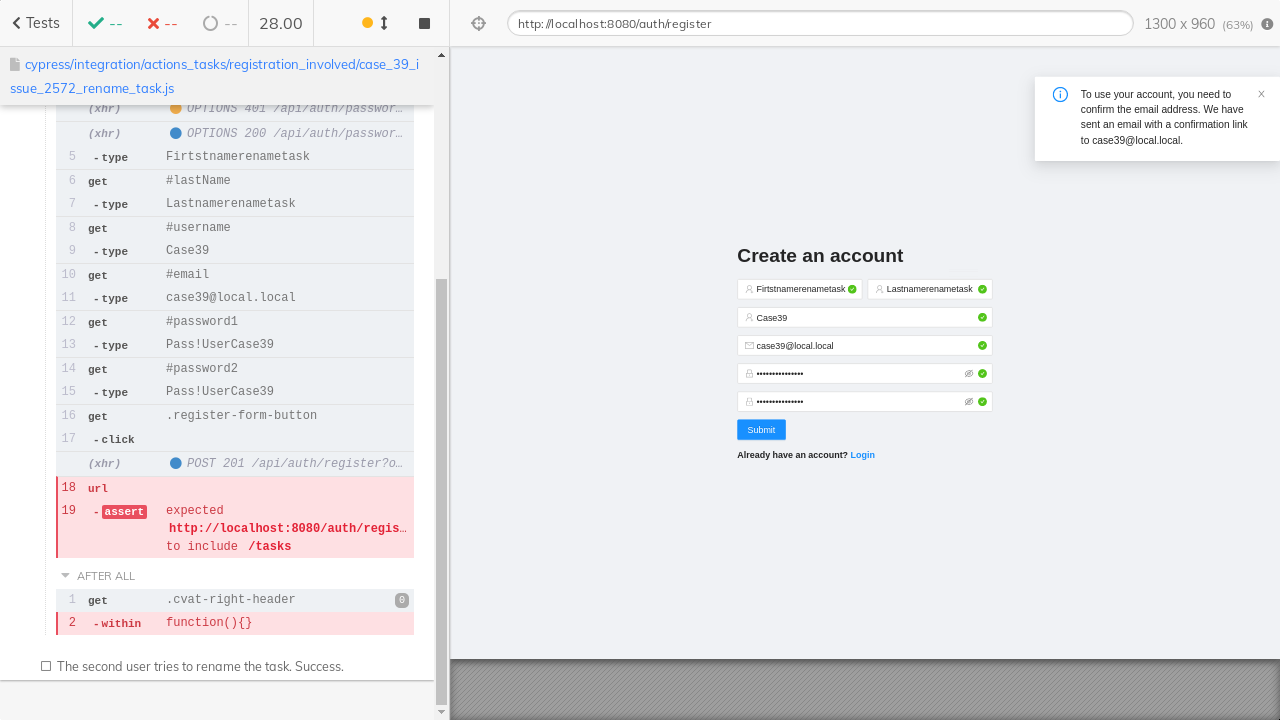 Tests
--
--
--
28.00
http://localhost:8080/auth/register
1300 x 960 (63%)
cypress/integration/actions_tasks/registration_involved/case_39_i
ssue_2572_rename_task.js
(xhr) OPTIONS 401 /api/auth/passwor…
(xhr) OPTIONS 200 /api/auth/passwor…
5 -type Firtstnamerenametask
6 get #lastName
7 -type Lastnamerenametask
8 get #username
9 -type Case39
10 get #email
11 -type case39@local.local
12 get #password1
13 -type Pass!UserCase39
14 get #password2
15 -type Pass!UserCase39
16 get .register-form-button
17 -click
(xhr) POST 201 /api/auth/register?o…
18 url
19 -assert expected
http://localhost:8080/auth/regis…
to include /tasks
AFTER ALL
1 get .cvat-right-header 0
2 -within function(){}
The second user tries to rename the task. Success.
To use your account, you need to
confirm the email address. We have
sent an email with a confirmation link
to case39@local.local.
Create an account
Firtstnamerenametask Lastnamerenametask
Case39
case39@local.local
•••••••••••••••
•••••••••••••••
Submit
Already have an account? Login